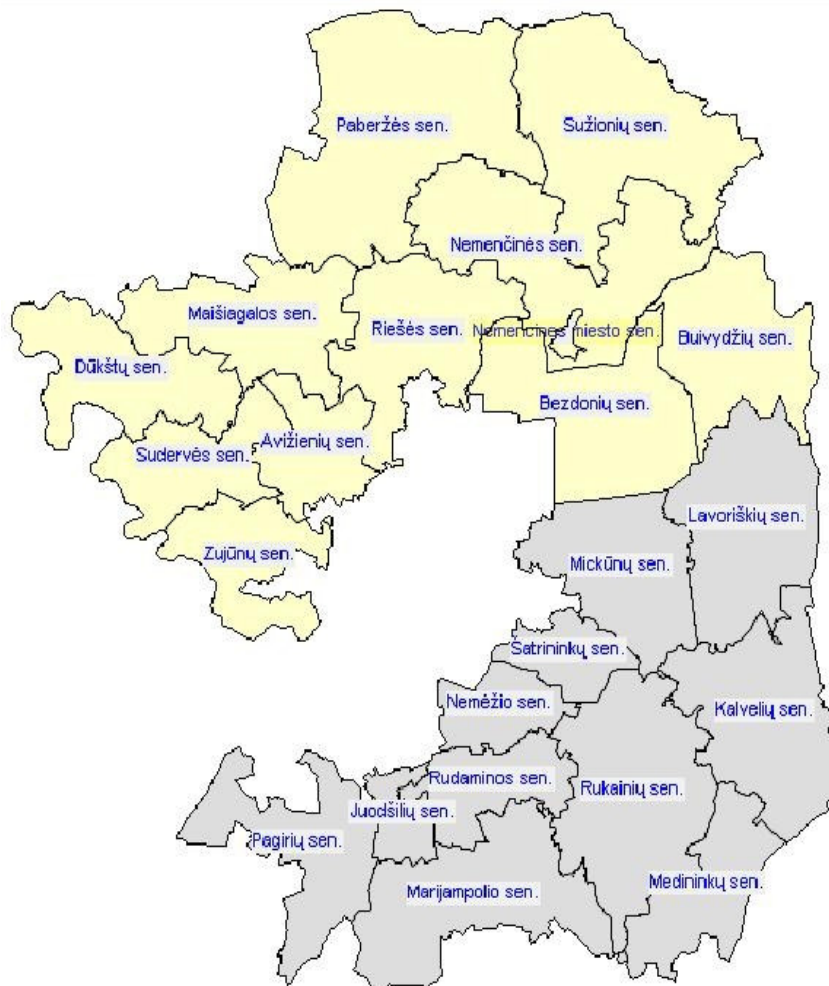 Paberžės sen.
Sužionių sen.
Nemenčinės sen.
Maišiagalos sen.
Riešės sen.
Nemenčinės miesto sen.
Buivydžių sen.
Dūkštų sen.
Bezdonių sen.
Avižienių sen.
Sudervės sen.
Lavoriškių sen.
Zujūnų sen.
Mickūnų sen.
Šatrininkų sen.
Nemėžio sen.
Kalvelių sen.
Rudaminos sen.
Rukainių sen.
Juodšilių sen.
Pagirių sen.
Medininkų sen.
Marijampolio sen.